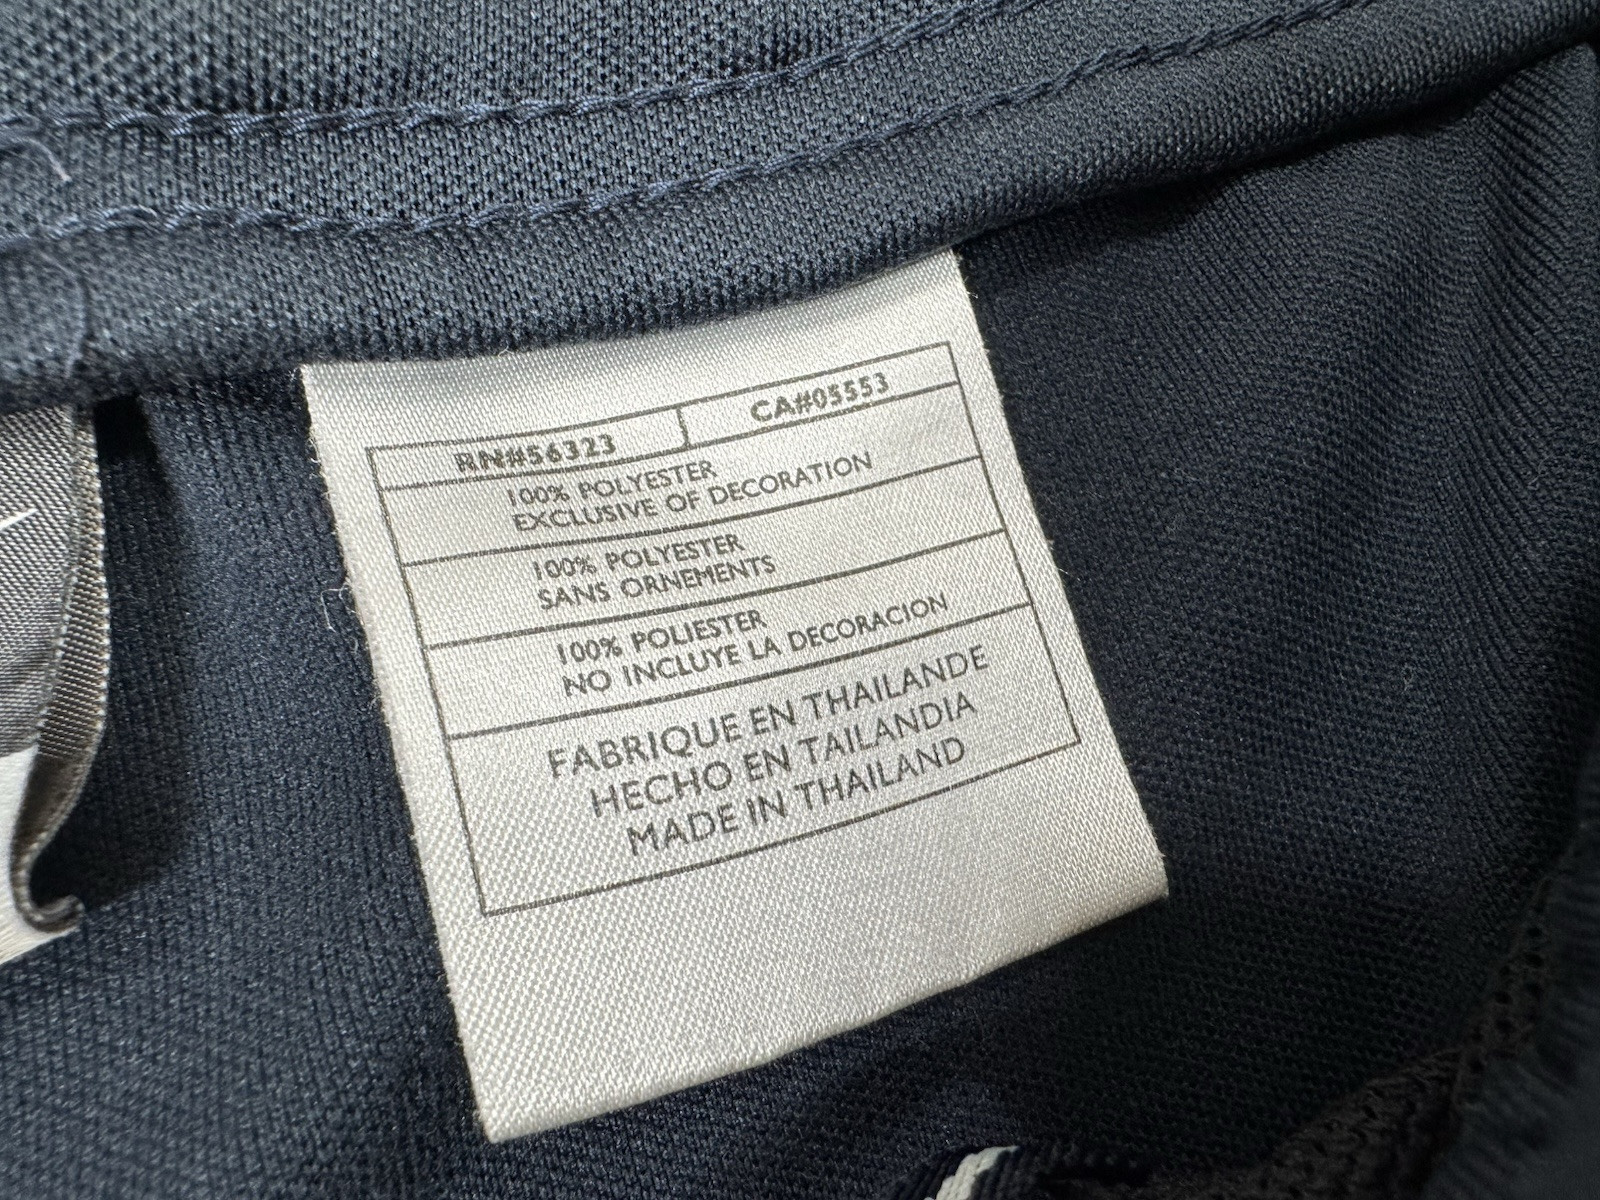 RN#56323 CA#05553
100% POLYESTER
EXCLUSIVE OF DECORATION
100% POLYESTER
SANS ORNEMENTS
100% POLIESTER
NO INCLUYE LA DECORACION
FABRIQUE EN THAILANDE
HECHO EN TAILANDIA
MADE IN THAILAND